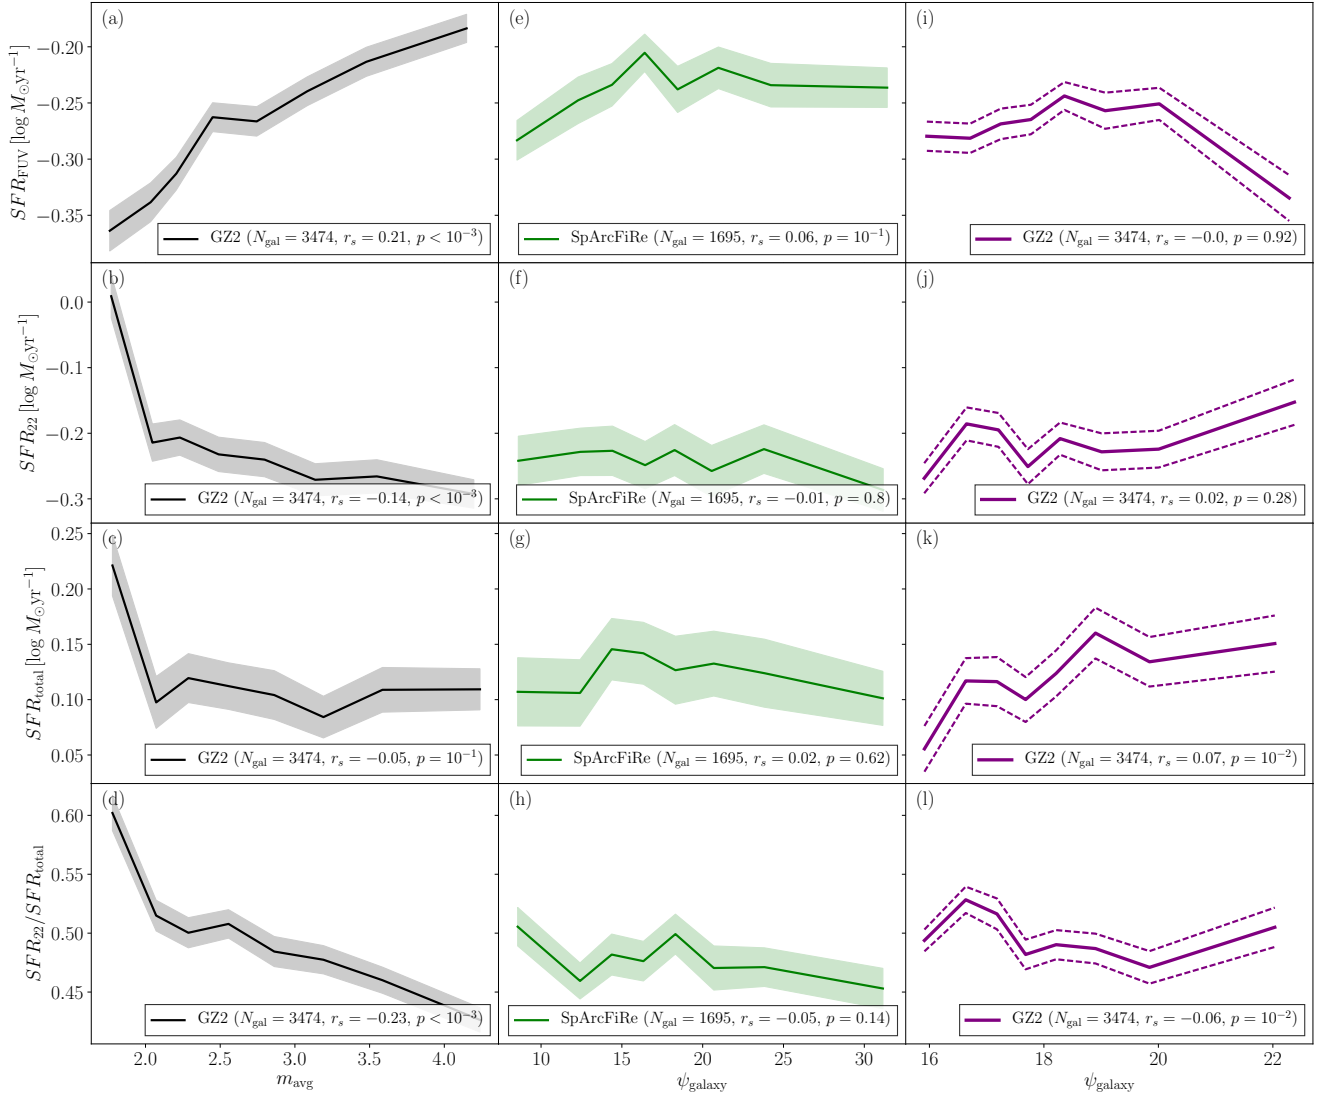 (a)
(e)
(i)
−0.20
−0.25
−0.30
−0.35
SFR_FUV [log M_⊙yr^−1]
GZ2 (N_gal = 3474, r_s = 0.21, p < 10^−3)
SpArcFiRe (N_gal = 1695, r_s = 0.06, p = 10^−1)
GZ2 (N_gal = 3474, r_s = −0.0, p = 0.92)
(b)
(f)
(j)
0.0
−0.1
−0.2
−0.3
SFR_22 [log M_⊙yr^−1]
GZ2 (N_gal = 3474, r_s = −0.14, p < 10^−3)
SpArcFiRe (N_gal = 1695, r_s = −0.01, p = 0.8)
GZ2 (N_gal = 3474, r_s = 0.02, p = 0.28)
(c)
(g)
(k)
0.25
0.20
0.15
0.10
0.05
SFR_total [log M_⊙yr^−1]
GZ2 (N_gal = 3474, r_s = −0.05, p = 10^−1)
SpArcFiRe (N_gal = 1695, r_s = 0.02, p = 0.62)
GZ2 (N_gal = 3474, r_s = 0.07, p = 10^−2)
(d)
(h)
(l)
0.60
0.55
0.50
0.45
SFR_22/SFR_total
GZ2 (N_gal = 3474, r_s = −0.23, p < 10^−3)
SpArcFiRe (N_gal = 1695, r_s = −0.05, p = 0.14)
GZ2 (N_gal = 3474, r_s = −0.06, p = 10^−2)
2.0 2.5 3.0 3.5 4.0
10 15 20 25 30
16 18 20 22
m_avg
ψ_galaxy
ψ_galaxy